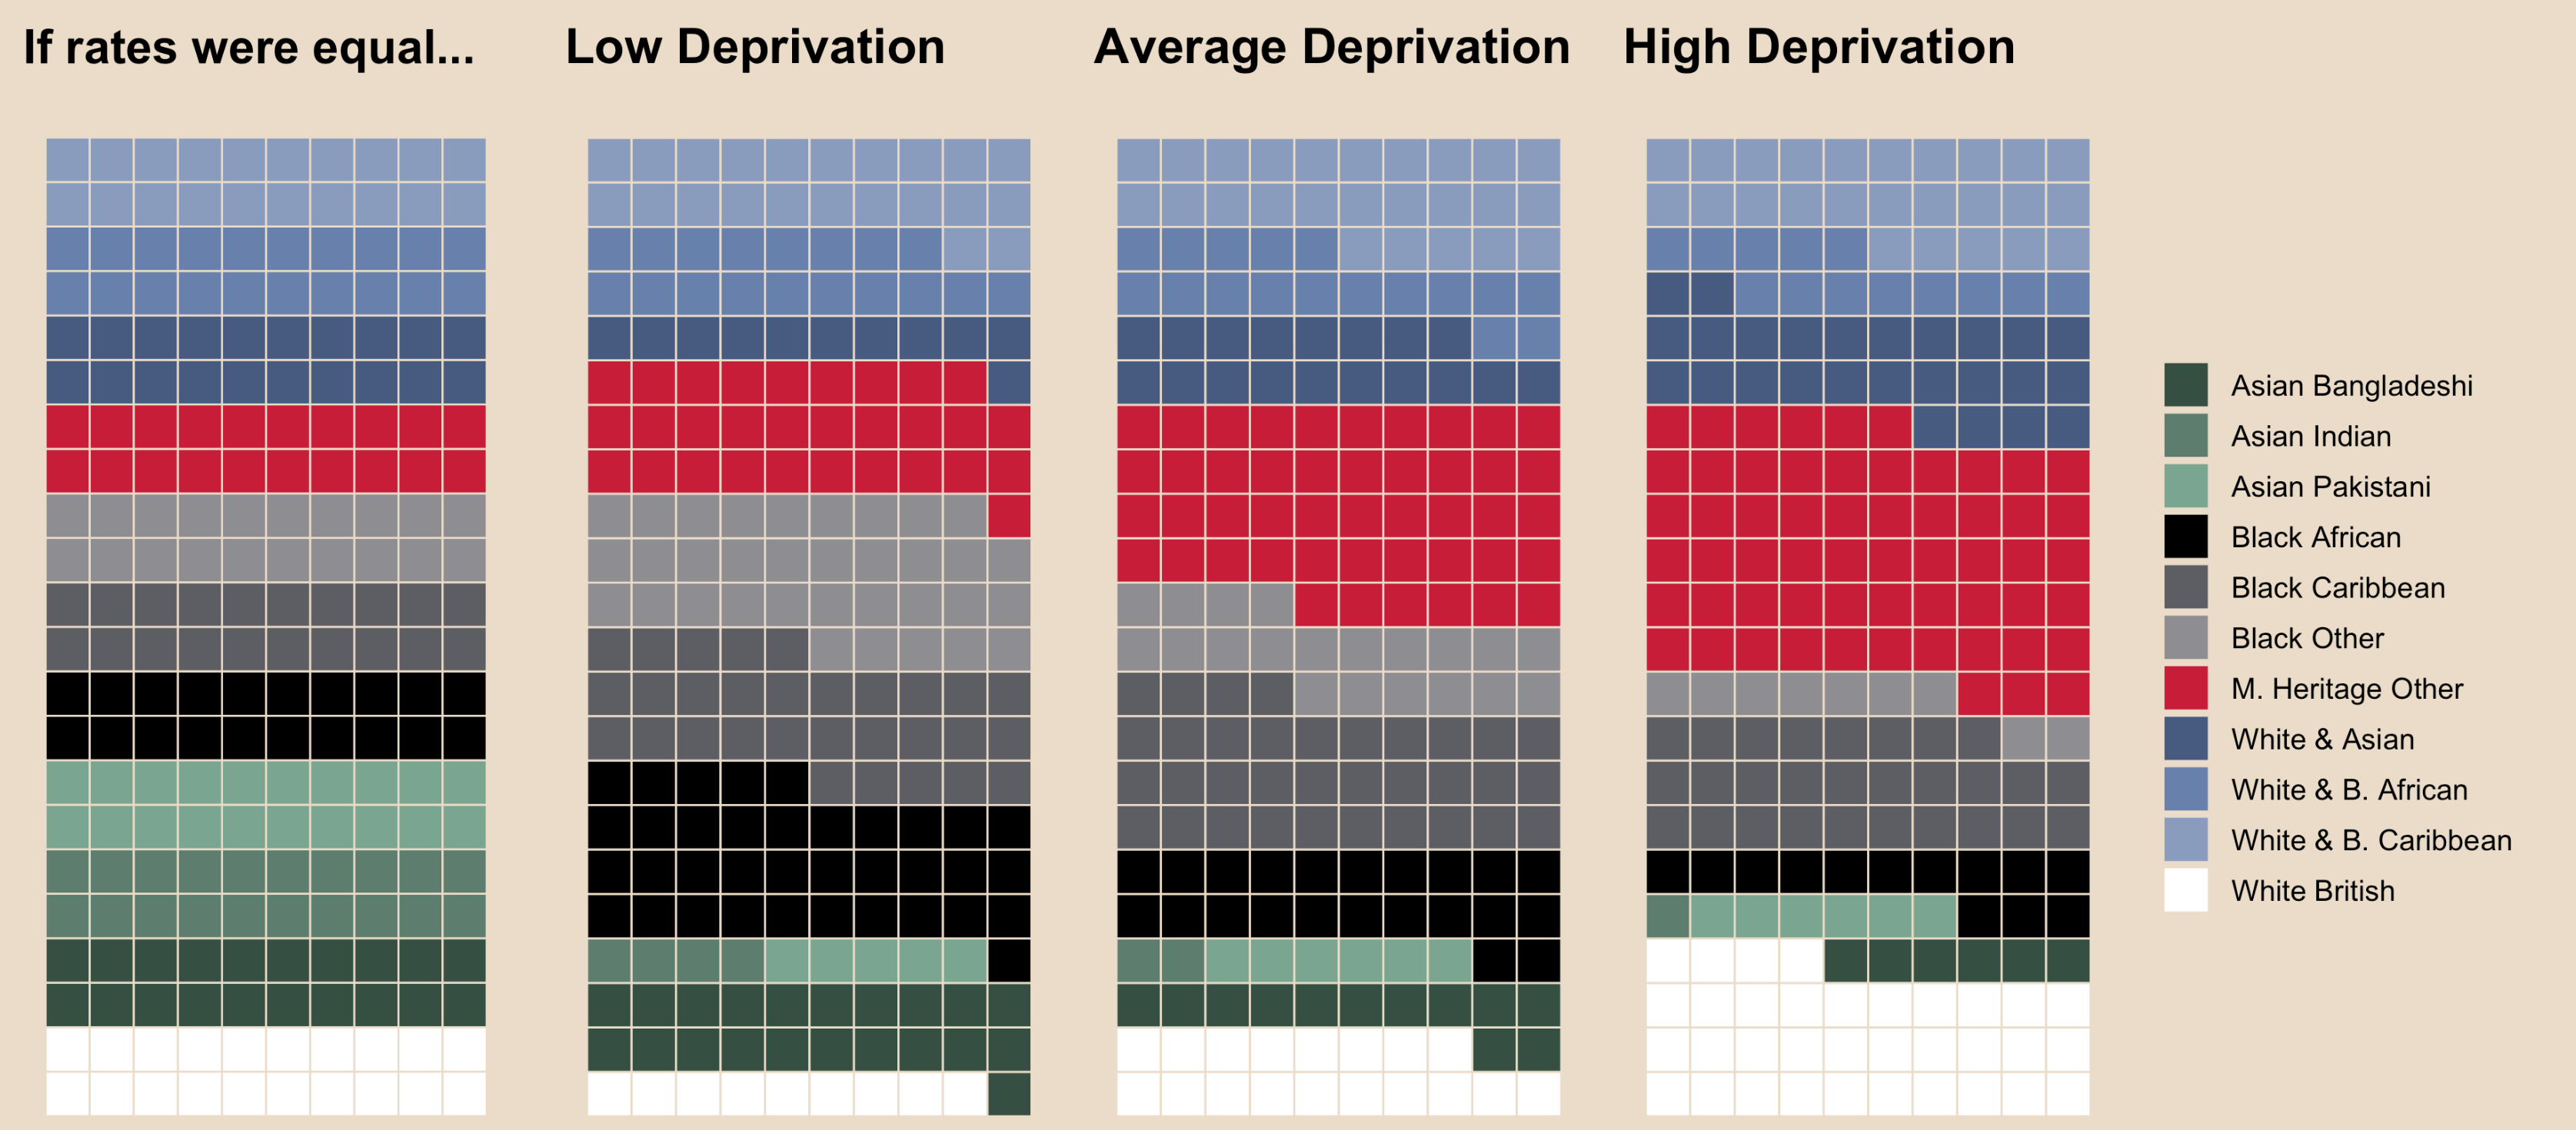 If rates were equal...
Low Deprivation
Average Deprivation
High Deprivation
Asian Bangladeshi
Asian Indian
Asian Pakistani
Black African
Black Caribbean
Black Other
M. Heritage Other
White & Asian
White & B. African
White & B. Caribbean
White British